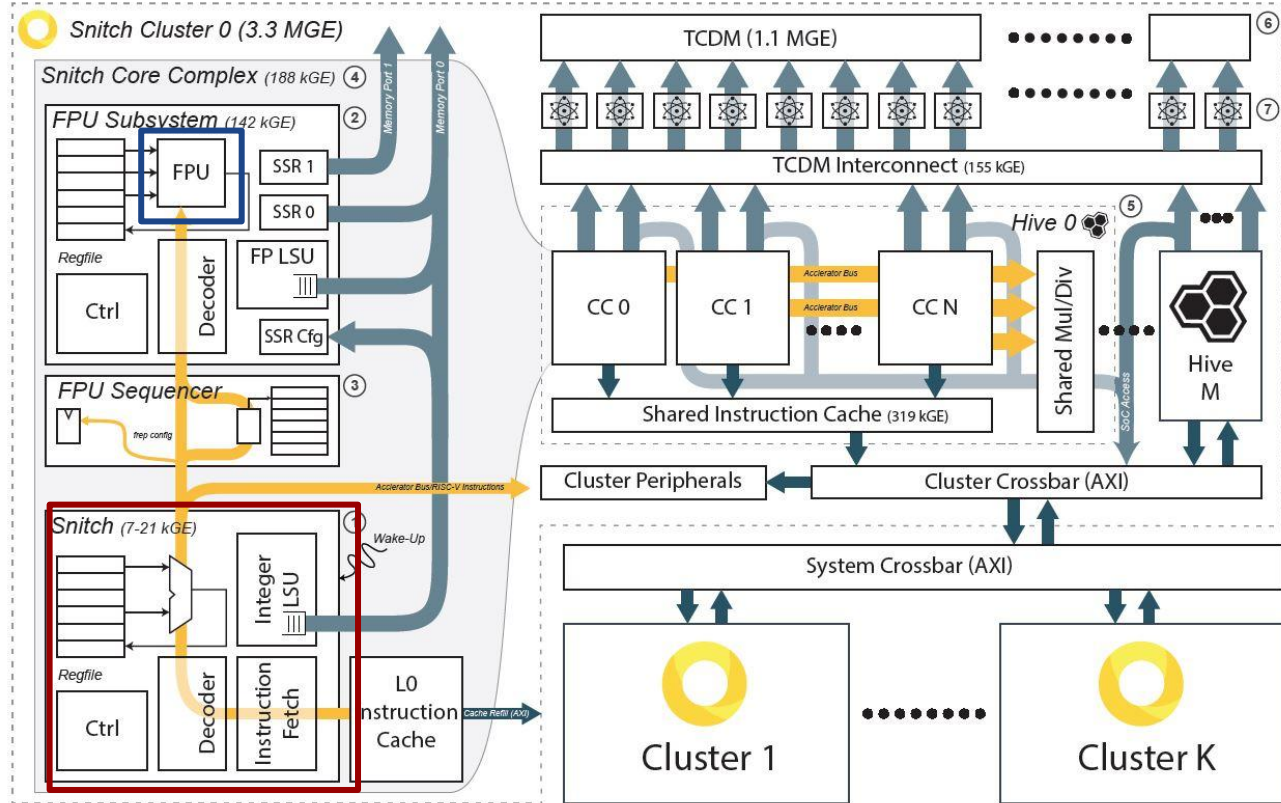 Snitch Cluster 0 (3.3 MGE)
Snitch Core Complex (188 kGE) 4
FPU Subsystem (142 kGE) 2
FPU
SSR 1
SSR 0
Regfile
Ctrl
Decoder
FP LSU
SSR Cfg
Memory Port 1
Memory Port 0
FPU Sequencer 3
frep config
Acclerator Bus/RISC-V Instructions
Snitch (7-21 kGE) 1
Wake-Up
Integer
LSU
Regfile
Ctrl
Decoder
Instruction
Fetch
L0
Instruction
Cache
Cache Refill (AXI)
TCDM (1.1 MGE)
6
7
TCDM Interconnect (155 kGE)
5
Hive 0
CC 0
CC 1
CC N
Acclerator Bus
Acclerator Bus
Shared Mul/Div
SoC Access
Hive
M
Shared Instruction Cache (319 kGE)
Cluster Peripherals
Cluster Crossbar (AXI)
System Crossbar (AXI)
Cluster 1
Cluster K